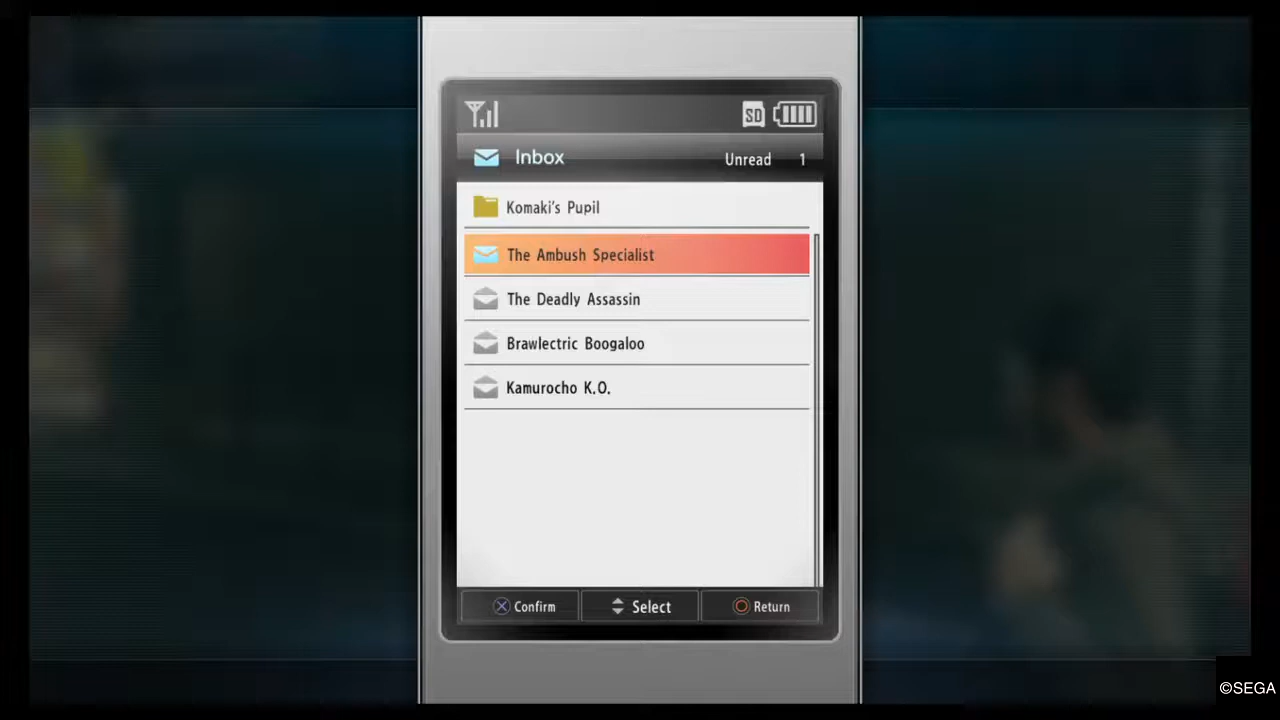 SD
Inbox
Unread 1
Komaki's Pupil
The Ambush Specialist
The Deadly Assassin
Brawlectric Boogaloo
Kamurocho K.O.
Confirm
Select
Return
©SEGA